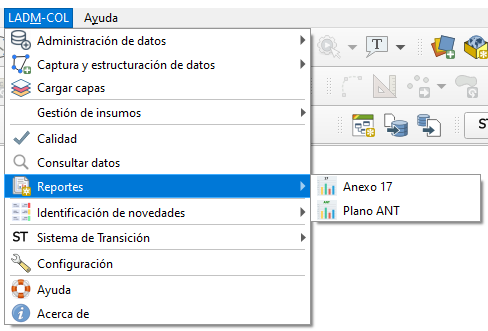 LADM-COL Ayuda
Administración de datos
Captura y estructuración de datos
Cargar capas
Gestión de insumos
Calidad
Consultar datos
Reportes
Anexo 17
Plano ANT
Identificación de novedades
ST Sistema de Transición
Configuración
Ayuda
Acerca de
T
ST